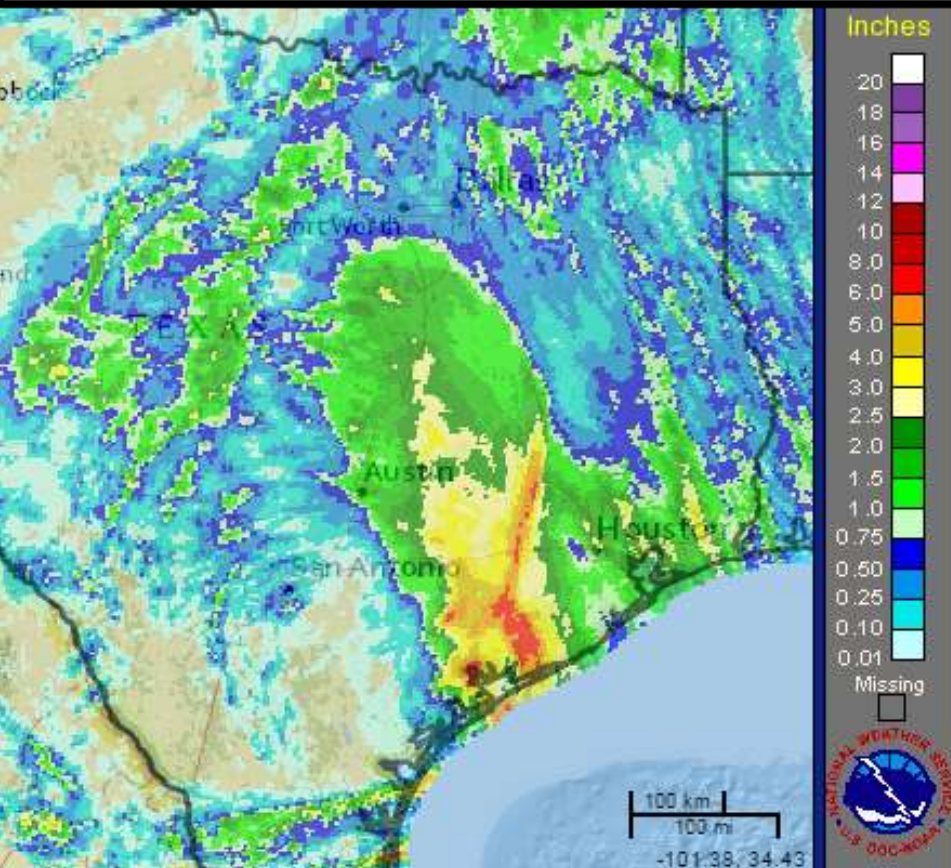 Inches
20
18
16
14
12
10
8.0
6.0
5.0
4.0
3.0
2.5
2.0
1.5
1.0
0.75
0.50
0.25
0.10
0.01
Missing
NATIONAL WEATHER SERVICE
U S DOC-NOAA
bbock
Dallas
Fort Worth
nd
TEXAS
Austin
Houston
San Antonio
100 km
100 mi
-101.38, 34.43